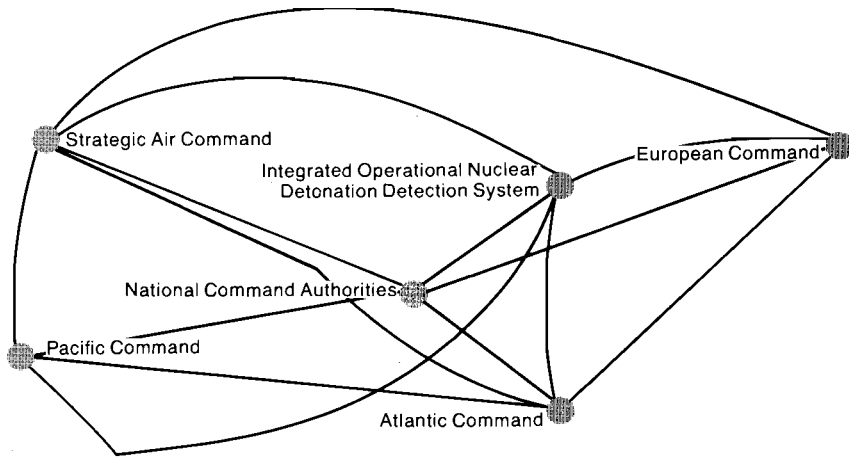 Strategic Air Command
European Command
Integrated Operational Nuclear
Detonation Detection System
National Command Authorities
Pacific Command
Atlantic Command